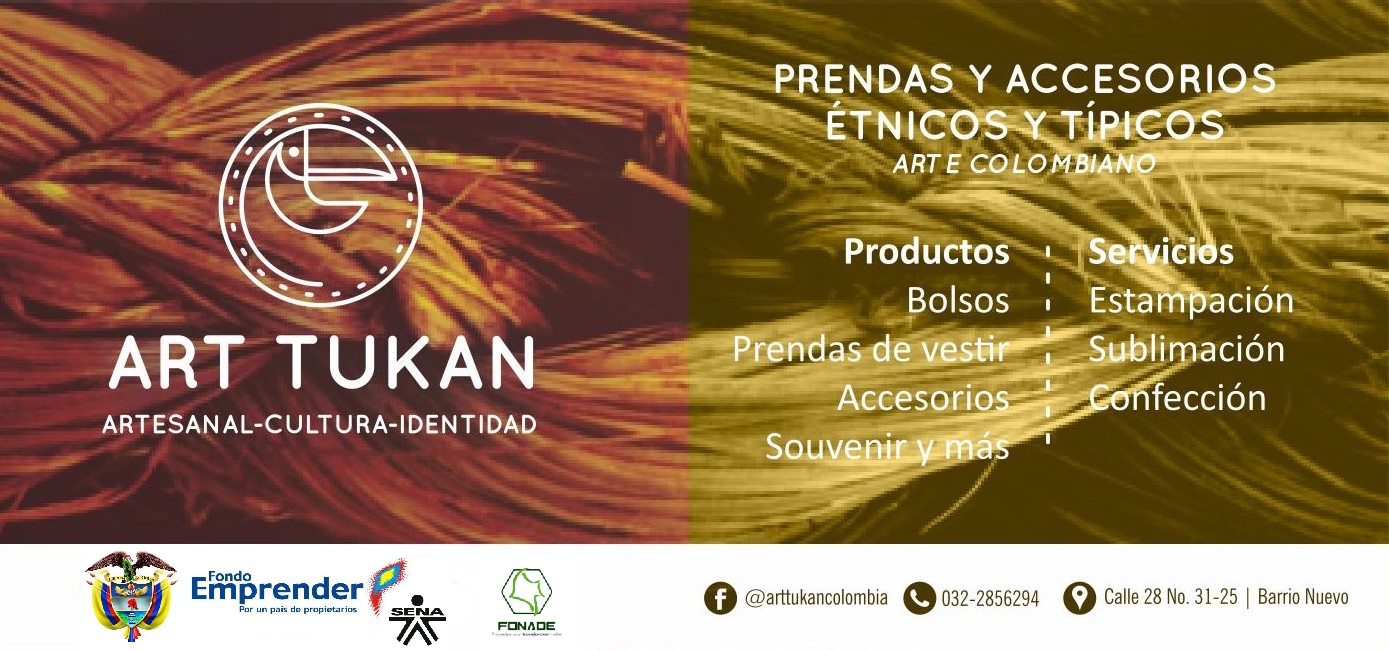 ART TUKAN
ARTESANAL-CULTURA-IDENTIDAD
PRENDAS Y ACCESORIOS
ÉTNICOS Y TÍPICOS
ARTE COLOMBIANO
Productos
Bolsos
Prendas de vestir
Accesorios
Souvenir y más
Servicios
Estampación
Sublimación
Confección
Fondo
Emprender
Por un país de propietarios
SENA
FONADE
@arttukancolombia
032-2856294
Calle 28 No. 31-25 | Barrio Nuevo